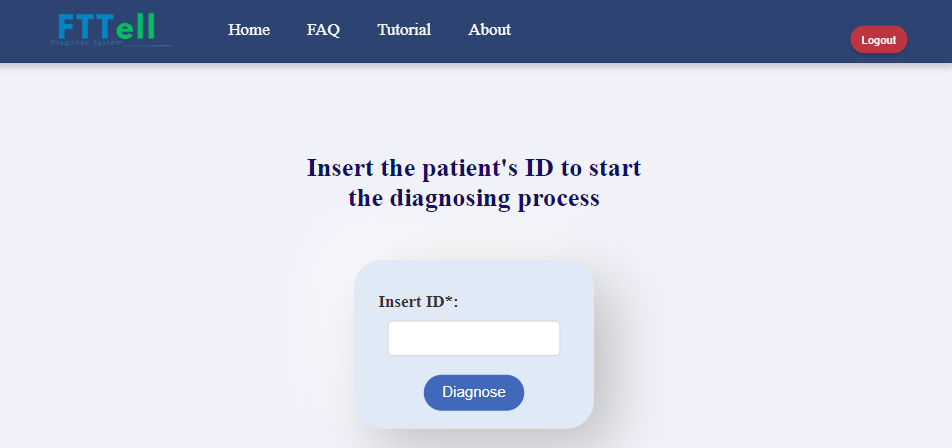 FTTell
Diagnose System
Home FAQ Tutorial About
Logout
Insert the patient's ID to start
the diagnosing process
Insert ID*:
Diagnose